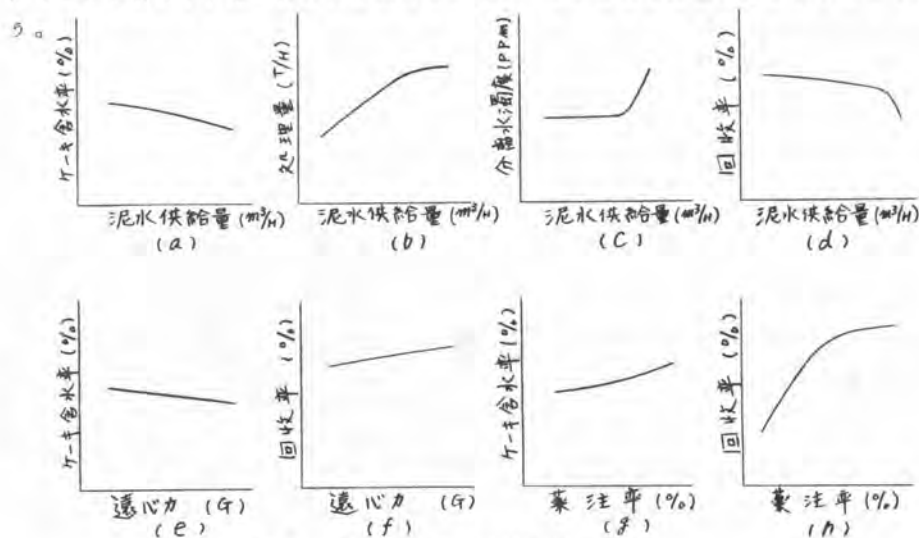 5。
ケーキ含水率(%)
泥水供給量(m³/H)
(a)
処理量(T/H)
泥水供給量(m³/H)
(b)
分離水濁度(PPm)
泥水供給量(m³/H)
(c)
回収率(%)
泥水供給量(m³/H)
(d)
ケーキ含水率(%)
遠心力(G)
(e)
回収率(%)
遠心力(G)
(f)
ケーキ含水率(%)
薬注率(%)
(g)
回収率(%)
薬注率(%)
(h)